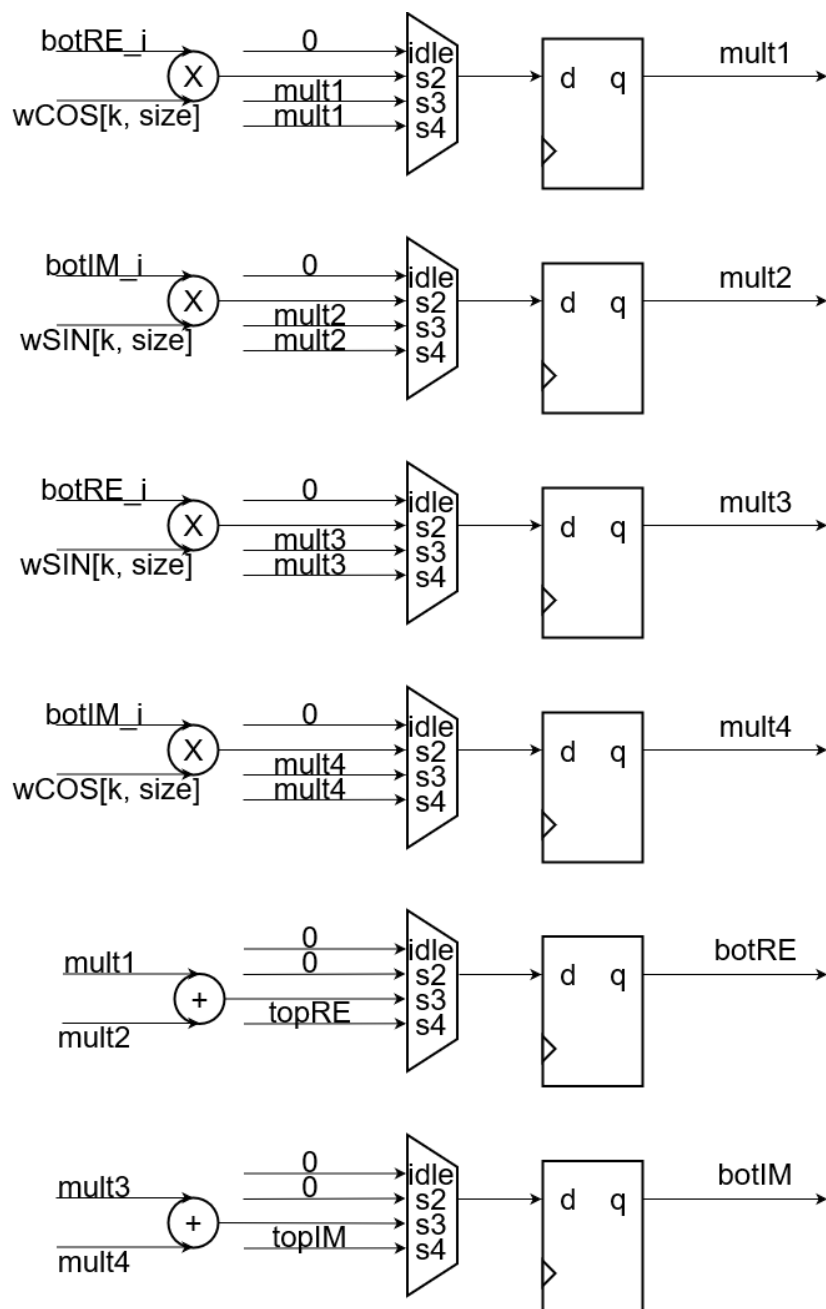 botRE_i 0 idle
X s2 d q mult1
mult1 s3
wCOS[k, size] mult1 s4
botIM_i 0 idle
X s2 d q mult2
mult2 s3
wSIN[k, size] mult2 s4
botRE_i 0 idle
X s2 d q mult3
mult3 s3
wSIN[k, size] mult3 s4
botIM_i 0 idle
X s2 d q mult4
mult4 s3
wCOS[k, size] mult4 s4
0 idle
mult1 0 s2 d q botRE
+ s3
mult2 topRE s4
0 idle
mult3 0 s2 d q botIM
+ s3
mult4 topIM s4